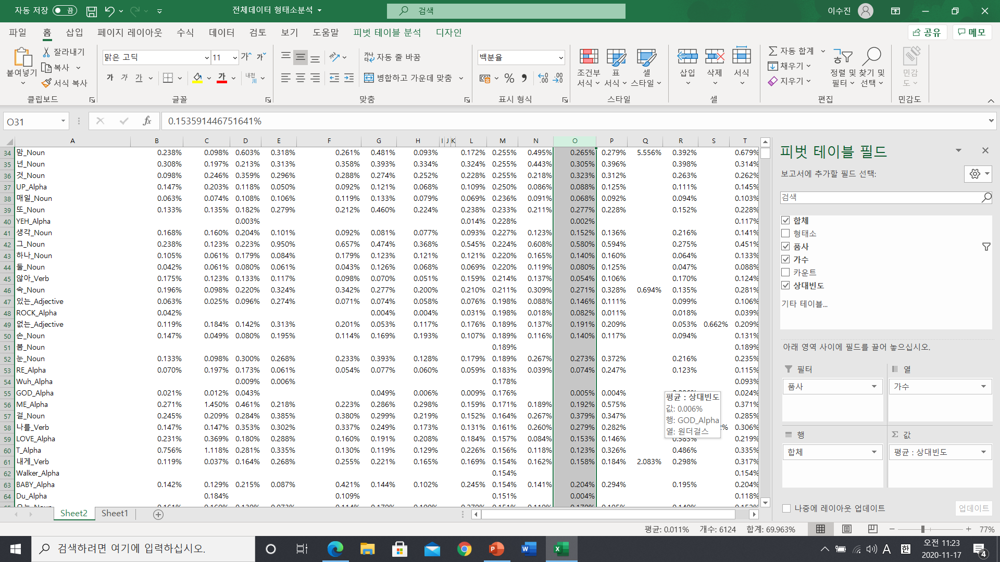 자동 저장 끔 전체데이터 형태소분석 검색 이수진
파일 홈 삽입 페이지 레이아웃 수식 데이터 검토 보기 도움말 피벗 테이블 분석 디자인 공유 메모
붙여넣기 잘라내기 복사 서식 복사 클립보드
맑은 고딕 11 가 가 가 가 가 가 내천 글꼴
가나 자동 줄 바꿈 병합하고 가운데 맞춤 맞춤
백분율 % 표시 형식
조건부 서식 표 서식 셀 스타일 스타일
삽입 삭제 서식 셀
자동 합계 채우기 지우기 정렬 및 필터 찾기 및 선택 편집
민감도 민감도
O31 fx 0.153591446751641%
A B C D E F G H I J K L M N O P Q R S T
34 맘_Noun 0.238% 0.098% 0.603% 0.318% 0.261% 0.481% 0.093% 0.172% 0.255% 0.495% 0.265% 0.279% 5.556% 0.392% 0.679%
35 넌_Noun 0.308% 0.197% 0.213% 0.313% 0.358% 0.393% 0.334% 0.324% 0.255% 0.443% 0.305% 0.396% 0.398% 0.314%
36 것_Noun 0.098% 0.246% 0.359% 0.296% 0.288% 0.274% 0.252% 0.228% 0.255% 0.218% 0.323% 0.312% 0.263% 0.262%
37 UP_Alpha 0.147% 0.203% 0.118% 0.050% 0.092% 0.121% 0.068% 0.109% 0.250% 0.086% 0.088% 0.125% 0.111% 0.145%
38 매일_Noun 0.063% 0.074% 0.108% 0.106% 0.119% 0.133% 0.079% 0.069% 0.236% 0.091% 0.068% 0.092% 0.094% 0.103%
39 또_Noun 0.133% 0.135% 0.182% 0.279% 0.212% 0.460% 0.224% 0.238% 0.233% 0.211% 0.277% 0.228% 0.152% 0.228%
40 YEH_Alpha 0.003% 0.014% 0.228% 0.002% 0.117%
41 생각_Noun 0.168% 0.160% 0.204% 0.101% 0.092% 0.081% 0.077% 0.093% 0.227% 0.123% 0.152% 0.136% 0.216% 0.141%
42 그_Noun 0.238% 0.123% 0.223% 0.950% 0.657% 0.474% 0.368% 0.545% 0.224% 0.608% 0.580% 0.594% 0.275% 0.451%
43 하나_Noun 0.105% 0.061% 0.179% 0.084% 0.179% 0.123% 0.121% 0.121% 0.220% 0.165% 0.140% 0.160% 0.064% 0.133%
44 둘_Noun 0.042% 0.061% 0.080% 0.061% 0.043% 0.126% 0.068% 0.069% 0.220% 0.119% 0.080% 0.125% 0.047% 0.088%
45 않아_Verb 0.175% 0.123% 0.133% 0.117% 0.098% 0.070% 0.051% 0.159% 0.214% 0.137% 0.054% 0.106% 0.170% 0.124%
46 속_Noun 0.196% 0.098% 0.220% 0.324% 0.342% 0.277% 0.200% 0.210% 0.211% 0.309% 0.271% 0.328% 0.694% 0.135% 0.281%
47 있는_Adjective 0.063% 0.025% 0.096% 0.274% 0.071% 0.074% 0.058% 0.076% 0.198% 0.088% 0.146% 0.111% 0.099% 0.106%
48 ROCK_Alpha 0.042% 0.004% 0.004% 0.031% 0.198% 0.018% 0.082% 0.011% 0.018% 0.039%
49 없는_Adjective 0.119% 0.184% 0.142% 0.313% 0.201% 0.053% 0.117% 0.176% 0.189% 0.137% 0.191% 0.209% 0.053% 0.662% 0.209%
50 손_Noun 0.147% 0.049% 0.080% 0.195% 0.114% 0.169% 0.193% 0.107% 0.189% 0.116% 0.140% 0.117% 0.094% 0.131%
51 붐_Noun 0.189% 0.189%
52 눈_Noun 0.133% 0.098% 0.300% 0.268% 0.233% 0.393% 0.128% 0.179% 0.189% 0.267% 0.273% 0.372% 0.216% 0.235%
53 RE_Alpha 0.070% 0.197% 0.173% 0.061% 0.054% 0.077% 0.060% 0.059% 0.183% 0.039% 0.074% 0.247% 0.123% 0.115%
54 Wuh_Alpha 0.009% 0.006% 0.178% 0.093%
55 GOD_Alpha 0.021% 0.012% 0.043% 0.049% 0.006% 0.009% 0.176% 0.005% 0.004% 0.024%
56 ME_Alpha 0.271% 1.450% 0.461% 0.218% 0.223% 0.286% 0.298% 0.159% 0.171% 0.189% 0.192% 0.575% 0.371%
57 걸_Noun 0.245% 0.209% 0.284% 0.385% 0.380% 0.299% 0.219% 0.152% 0.164% 0.267% 0.379% 0.347% 0.285%
58 나를_Verb 0.147% 0.147% 0.353% 0.302% 0.337% 0.249% 0.173% 0.131% 0.161% 0.260% 0.279% 0.282% 0.306%
59 LOVE_Alpha 0.231% 0.369% 0.180% 0.288% 0.160% 0.191% 0.208% 0.184% 0.157% 0.084% 0.153% 0.146% 0.219%
60 T_Alpha 0.756% 1.118% 0.281% 0.335% 0.130% 0.119% 0.129% 0.226% 0.156% 0.118% 0.123% 0.326% 0.486% 0.335%
61 내게_Verb 0.119% 0.037% 0.164% 0.268% 0.255% 0.221% 0.165% 0.169% 0.154% 0.162% 0.158% 0.184% 2.083% 0.298% 0.317%
62 Walker_Alpha 0.154% 0.154%
63 BABY_Alpha 0.142% 0.129% 0.215% 0.087% 0.421% 0.144% 0.102% 0.245% 0.154% 0.141% 0.204% 0.294% 0.195% 0.204%
64 Du_Alpha 0.184% 0.109% 0.151% 0.004% 0.118%
평균 : 상대빈도
값: 0.006%
행: GOD_Alpha
열: 원더걸스
피벗 테이블 필드
보고서에 추가할 필드 선택:
검색
합체
형태소
품사
가수
카운트
상대빈도
기타 테이블...
아래 영역 사이에 필드를 끌어 놓으십시오.
필터 열
품사 가수
행 Σ 값
합체 평균 : 상대빈도
나중에 레이아웃 업데이트 업데이트
Sheet2 Sheet1
평균: 0.011% 개수: 6124 합계: 69.963% 77%
검색하려면 여기에 입력하십시오.
A 한 오전 11:23
2020-11-17 4